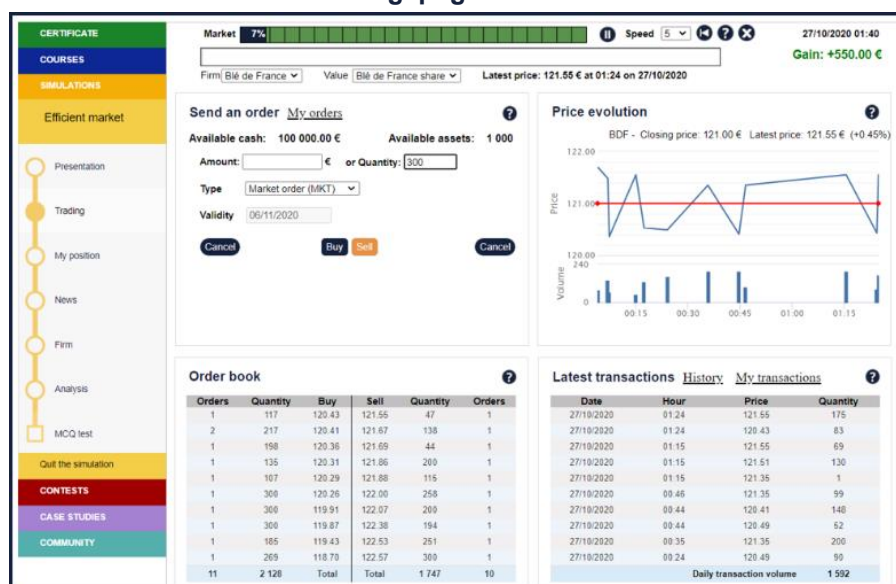 CERTIFICATE
COURSES
SIMULATIONS
Efficient market
Presentation
Trading
My position
News
Firm
Analysis
MCQ test
Quit the simulation
CONTESTS
CASE STUDIES
COMMUNITY
Market 7% Speed 5 27/10/2020 01:40
Gain: +550.00 €
Firm Blé de France Value Blé de France share Latest price: 121.55 € at 01:24 on 27/10/2020
Send an order My orders ?
Available cash: 100 000.00 € Available assets: 1 000
Amount: € or Quantity: 300
Type Market order (MKT)
Validity 06/11/2020
Cancel Buy Sell Cancel
Price evolution ?
BDF - Closing price: 121.00 € Latest price: 121.55 € (+0.45%)
122.00
Price
121.00
120.00
240
Volume
0
00:15 00:30 00:45 01:00 01:15
Order book ?
Orders Quantity Buy Sell Quantity Orders
1 117 120.43 121.55 47 1
2 217 120.41 121.67 138 1
1 198 120.36 121.69 44 1
1 135 120.31 121.86 200 1
1 107 120.29 121.88 115 1
1 300 120.26 122.00 258 1
1 300 119.91 122.07 200 1
1 300 119.87 122.38 194 1
1 185 119.43 122.53 251 1
1 269 118.70 122.57 300 1
11 2 128 Total Total 1 747 10
Latest transactions History My transactions ?
Date Hour Price Quantity
27/10/2020 01:24 121.55 175
27/10/2020 01:24 120.43 83
27/10/2020 01:15 121.55 69
27/10/2020 01:15 121.51 130
27/10/2020 01:15 121.35 1
27/10/2020 00:46 121.35 99
27/10/2020 00:44 120.41 148
27/10/2020 00:44 120.49 52
27/10/2020 00:35 121.35 200
27/10/2020 00:24 120.49 90
Daily transaction volume 1 592